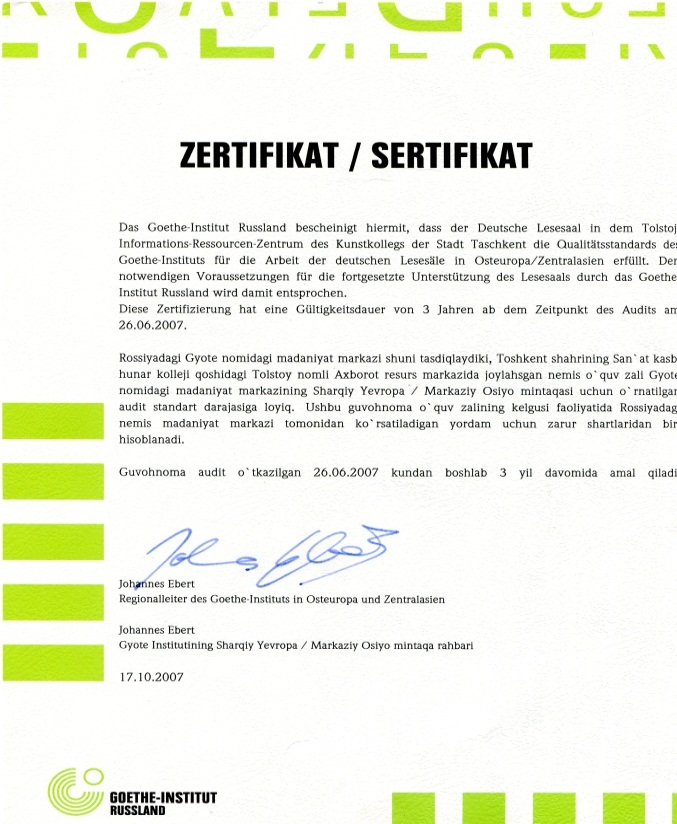 ZERTIFIKAT / SERTIFIKAT
Das Goethe-Institut Russland bescheinigt hiermit, dass der Deutsche Lesesaal in dem Tolstoj
Informations-Ressourcen-Zentrum des Kunstkollegs der Stadt Taschkent die Qualitätsstandards des
Goethe-Instituts für die Arbeit der deutschen Lesesäle in Osteuropa/Zentralasien erfüllt. Den
notwendigen Voraussetzungen für die fortgesetzte Unterstützung des Lesesaals durch das Goethe
Institut Russland wird damit entsprochen.
Diese Zertifizierung hat eine Gültigkeitsdauer von 3 Jahren ab dem Zeitpunkt des Audits am
26.06.2007.
Rossiyadagi Gyote nomidagi madaniyat markazi shuni tasdiqlaydiki, Toshkent shahrining San`at kasb
hunar kolleji qoshidagi Tolstoy nomli Axborot resurs markazida joylahsgan nemis o`quv zali Gyote
nomidagi madaniyat markazining Sharqiy Yevropa / Markaziy Osiyo mintaqasi uchun o`rnatilgan
audit standart darajasiga loyiq. Ushbu guvohnoma o`quv zalining kelgusi faoliyatida Rossiyadag
nemis madaniyat markazi tomonidan ko`rsatiladigan yordam uchun zarur shartlaridan bir
hisoblanadi.
Guvohnoma audit o`tkazilgan 26.06.2007 kundan boshlab 3 yil davomida amal qiladi
Johannes Ebert
Regionalleiter des Goethe-Instituts in Osteuropa und Zentralasien
Johannes Ebert
Gyote Institutining Sharqiy Yevropa / Markaziy Osiyo mintaqa rahbari
17.10.2007
GOETHE-INSTITUT
RUSSLAND